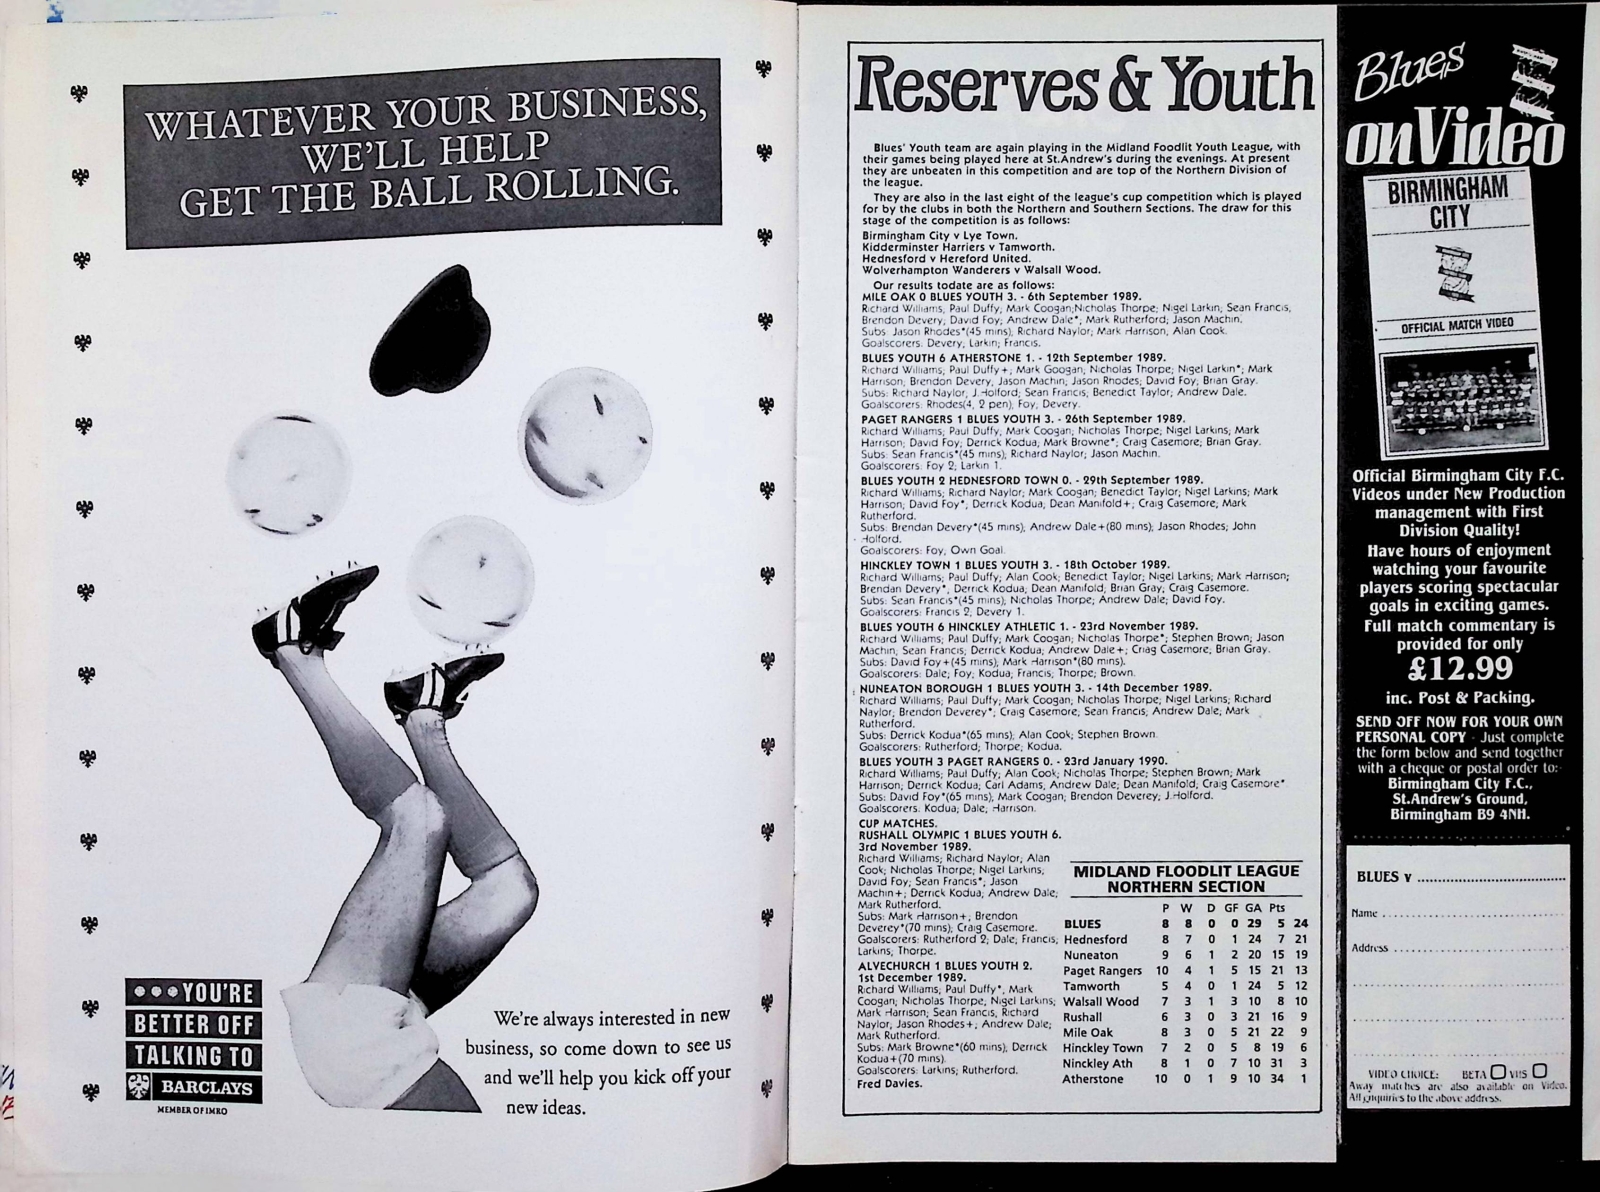 WHATEVER YOUR BUSINESS,
WE'LL HELP
GET THE BALL ROLLING.
YOU'RE
BETTER OFF
TALKING TO
BARCLAYS
MEMBER OF IMRO
We're always interested in new
business, so come down to see us
and we'll help you kick off your
new ideas.
Reserves & Youth
Blues' Youth team are again playing in the Midland Foodlit Youth League, with
their games being played here at St.Andrew's during the evenings. At present
they are unbeaten in this competition and are top of the Northern Division of
the league.
They are also in the last eight of the league's cup competition which is played
for by the clubs in both the Northern and Southern Sections. The draw for this
stage of the competition is as follows:
Birmingham City v Lye Town.
Kidderminster Harriers v Tamworth.
Hednesford v Hereford United.
Wolverhampton Wanderers v Walsall Wood.
Our results todate are as follows:
MILE OAK 0 BLUES YOUTH 3. - 6th September 1989.
Richard Williams, Paul Duffy, Mark Coogan;Nicholas Thorpe; Nigel Larkin; Sean Francis,
Brendon Devery; David Foy; Andrew Dale*; Mark Rutherford; Jason Machin.
Subs: Jason Rhodes*(45 mins), Richard Naylor; Mark Harrison, Alan Cook.
Goalscorers: Devery; Larkin; Francis.
BLUES YOUTH 6 ATHERSTONE 1. - 12th September 1989.
Richard Williams; Paul Duffy+; Mark Googan; Nicholas Thorpe; Nigel Larkin*; Mark
Harrison, Brendon Devery, Jason Machin; Jason Rhodes; David Foy; Brian Gray.
Subs: Richard Naylor, J.Holford; Sean Francis; Benedict Taylor; Andrew Dale.
Goalscorers: Rhodes(4, 2 pen), Foy, Devery.
PAGET RANGERS 1 BLUES YOUTH 3. - 26th September 1989.
Richard Williams; Paul Duffy, Mark Coogan; Nicholas Thorpe; Nigel Larkins; Mark
Harrison; David Foy; Derrick Kodua; Mark Browne*; Craig Casemore; Brian Gray.
Subs: Sean Francis*(45 mins); Richard Naylor; Jason Machin.
Goalscorers: Foy 2; Larkin 1.
BLUES YOUTH 2 HEDNESFORD TOWN 0. - 29th September 1989.
Richard Williams; Richard Naylor; Mark Coogan; Benedict Taylor; Nigel Larkins; Mark
Harrison; David Foy*; Derrick Kodua; Dean Manifold+; Craig Casemore, Mark
Rutherford.
Subs: Brendan Devery*(45 mins), Andrew Dale+(80 mins); Jason Rhodes; John
Holford.
Goalscorers: Foy, Own Goal.
HINCKLEY TOWN 1 BLUES YOUTH 3. - 18th October 1989.
Richard Williams; Paul Duffy; Alan Cook; Benedict Taylor; Nigel Larkins; Mark Harrison;
Brendan Devery*, Derrick Kodua; Dean Manifold; Brian Gray; Craig Casemore.
Subs: Sean Francis*(45 mins); Nicholas Thorpe; Andrew Dale; David Foy.
Goalscorers: Francis 2, Devery 1.
BLUES YOUTH 6 HINCKLEY ATHLETIC 1. - 23rd November 1989.
Richard Williams; Paul Duffy; Mark Coogan; Nicholas Thorpe*; Stephen Brown; Jason
Machin; Sean Francis; Derrick Kodua; Andrew Dale+; Criag Casemore; Brian Gray.
Subs: David Foy+(45 mins), Mark Harrison*(80 mins).
Goalscorers: Dale; Foy; Kodua; Francis; Thorpe; Brown.
NUNEATON BOROUGH 1 BLUES YOUTH 3. - 14th December 1989.
Richard Williams; Paul Duffy; Mark Coogan; Nicholas Thorpe; Nigel Larkins; Richard
Naylor; Brendon Deverey*; Craig Casemore, Sean Francis; Andrew Dale; Mark
Rutherford.
Subs: Derrick Kodua*(65 mins); Alan Cook; Stephen Brown.
Goalscorers: Rutherford; Thorpe; Kodua.
BLUES YOUTH 3 PAGET RANGERS 0. - 23rd January 1990.
Richard Williams; Paul Duffy; Alan Cook; Nicholas Thorpe; Stephen Brown; Mark
Harrison; Derrick Kodua; Carl Adams, Andrew Dale; Dean Manifold; Craig Casemore*
Subs: David Foy*(65 mins), Mark Coogan; Brendon Deverey; J.Holford.
Goalscorers: Kodua; Dale, Harrison.
CUP MATCHES.
RUSHALL OLYMPIC 1 BLUES YOUTH 6.
3rd November 1989.
Richard Williams; Richard Naylor; Alan
Cook; Nicholas Thorpe; Nigel Larkins;
David Foy; Sean Francis*; Jason
Machin+; Derrick Kodua; Andrew Dale;
Mark Rutherford.
Subs: Mark Harrison+; Brendon
Deverey*(70 mins); Craig Casemore.
Goalscorers: Rutherford 2; Dale; Francis;
Larkins; Thorpe.
ALVECHURCH 1 BLUES YOUTH 2.
1st December 1989.
Richard Williams; Paul Duffy*, Mark
Coogan; Nicholas Thorpe, Nigel Larkins;
Mark Harrison; Sean Francis, Richard
Naylor; Jason Rhodes+; Andrew Dale;
Mark Rutherford.
Subs: Mark Browne*(60 mins); Derrick
Kodua+(70 mins).
Goalscorers: Larkins; Rutherford.
Fred Davies.
MIDLAND FLOODLIT LEAGUE
NORTHERN SECTION
P W D GF GA Pts
BLUES 8 8 0 0 29 5 24
Hednesford 8 7 0 1 24 7 21
Nuneaton 9 6 1 2 20 15 19
Paget Rangers 10 4 1 5 15 21 13
Tamworth 5 4 0 1 24 5 12
Walsall Wood 7 3 1 3 10 8 10
Rushall 6 3 0 3 21 16 9
Mile Oak 8 3 0 5 21 22 9
Hinckley Town 7 2 0 5 8 19 6
Ninckley Ath 8 1 0 7 10 31 3
Atherstone 10 0 1 9 10 34 1
Blues
on Video
BIRMINGHAM
CITY
OFFICIAL MATCH VIDEO
Official Birmingham City F.C.
Videos under New Production
management with First
Division Quality!
Have hours of enjoyment
watching your favourite
players scoring spectacular
goals in exciting games.
Full match commentary is
provided for only
£12.99
inc. Post & Packing.
SEND OFF NOW FOR YOUR OWN
PERSONAL COPY - Just complete
the form below and send together
with a cheque or postal order to:-
Birmingham City F.C.,
St.Andrew's Ground,
Birmingham B9 4NH.
BLUES v
Name
Address
VIDEO CHOICE: BETA VHS
Away matches are also available on Video.
All inquiries to the above address.